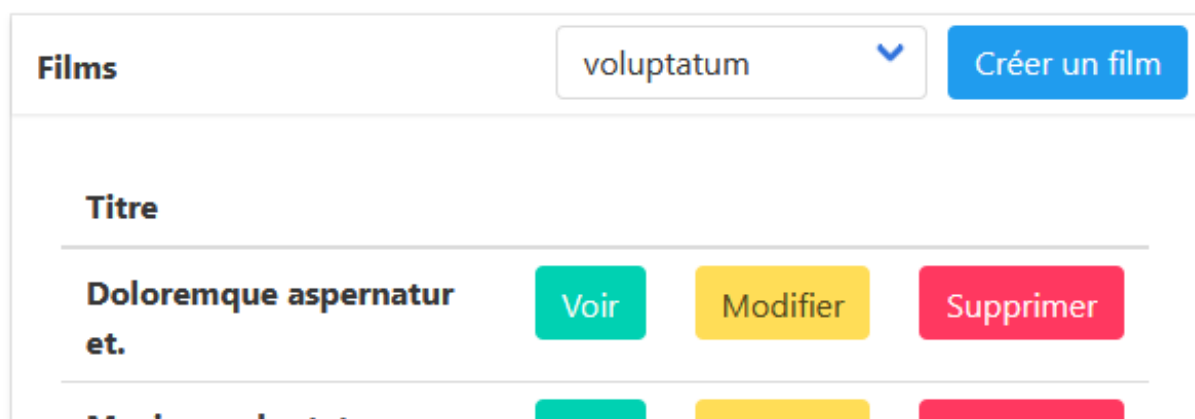 Films
voluptatum
Créer un film
Titre
Doloremque aspernatur
et.
Voir
Modifier
Supprimer